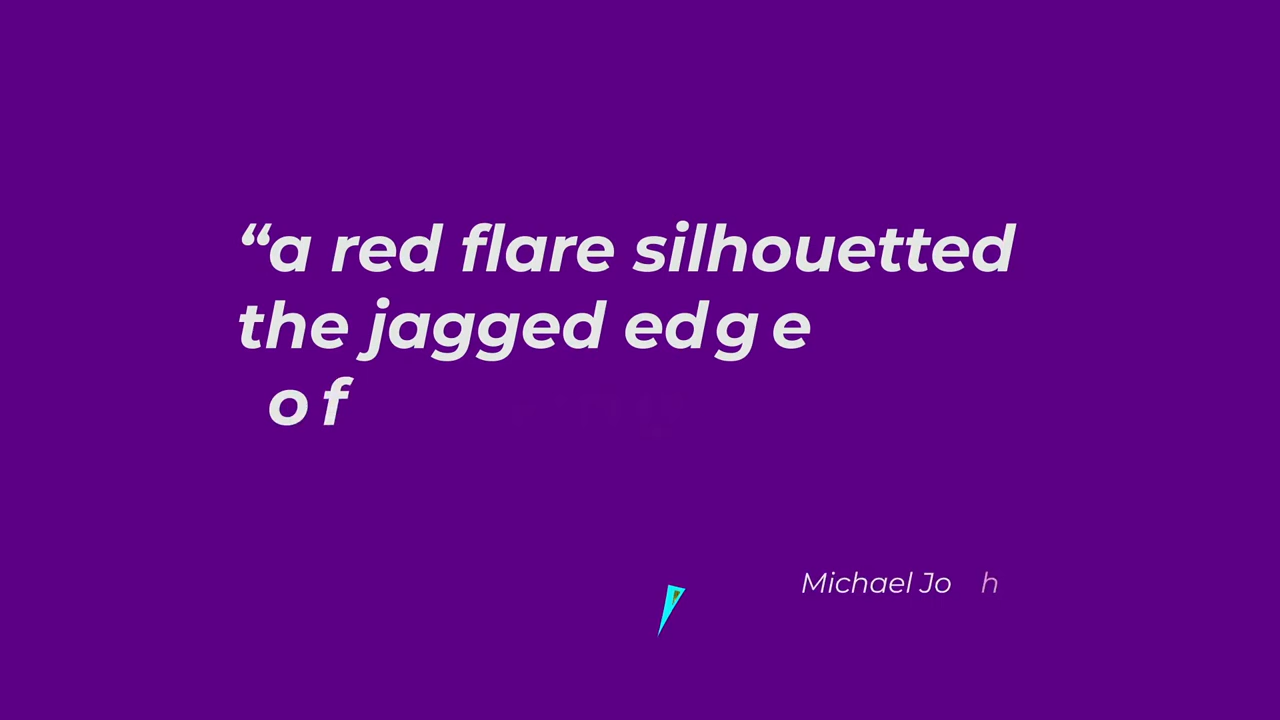 “a red flare silhouetted
the jagged edge
of
Michael Jo h